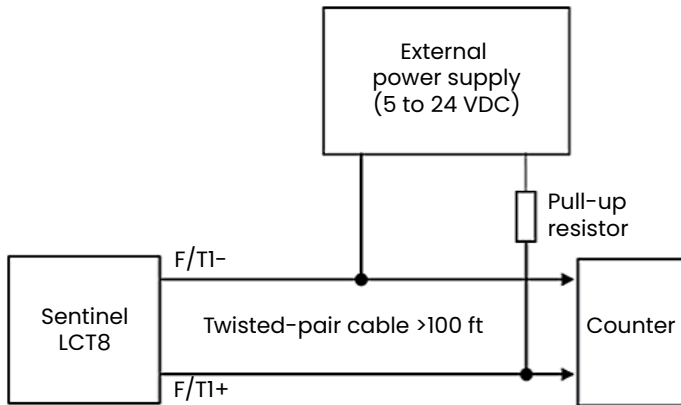 External
power supply
(5 to 24 VDC)
Pull-up
resistor
F/T1-
Sentinel
LCT8
Twisted-pair cable >100 ft
Counter
F/T1+